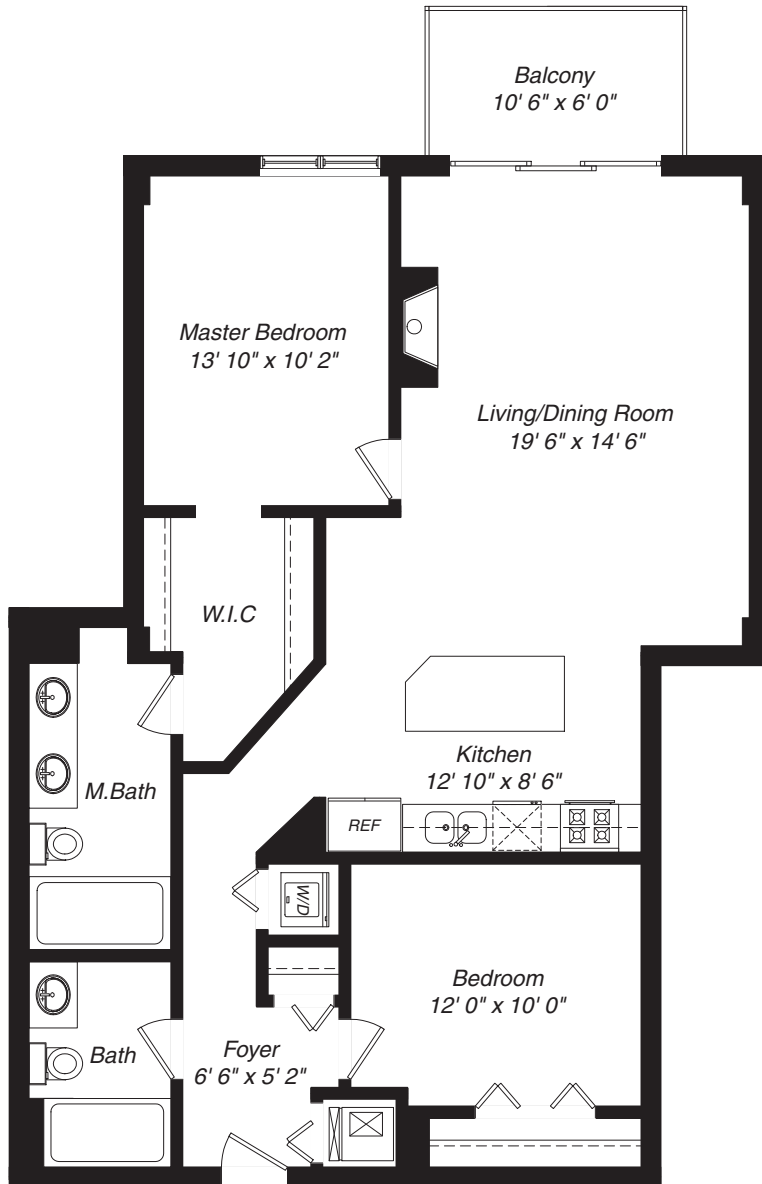 Balcony
10' 6" x 6' 0"
Master Bedroom
13' 10" x 10' 2"
Living/Dining Room
19' 6" x 14' 6"
W.I.C
Kitchen
12' 10" x 8' 6"
M.Bath
REF
W/D
Bedroom
12' 0" x 10' 0"
Foyer
6' 6" x 5' 2"
Bath